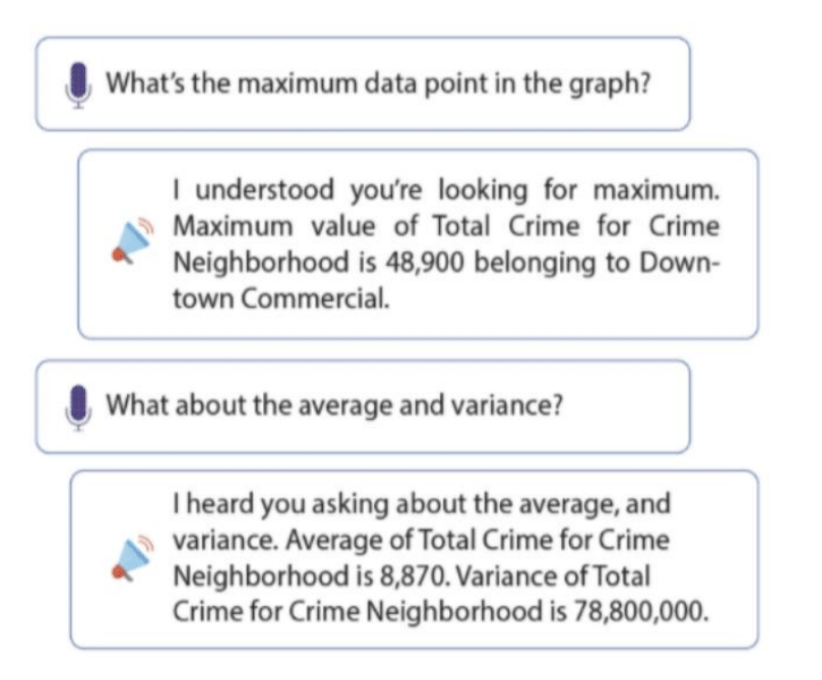 What's the maximum data point in the graph?
I understood you're looking for maximum.
Maximum value of Total Crime for Crime
Neighborhood is 48,900 belonging to Down-
town Commercial.
What about the average and variance?
I heard you asking about the average, and
variance. Average of Total Crime for Crime
Neighborhood is 8,870. Variance of Total
Crime for Crime Neighborhood is 78,800,000.